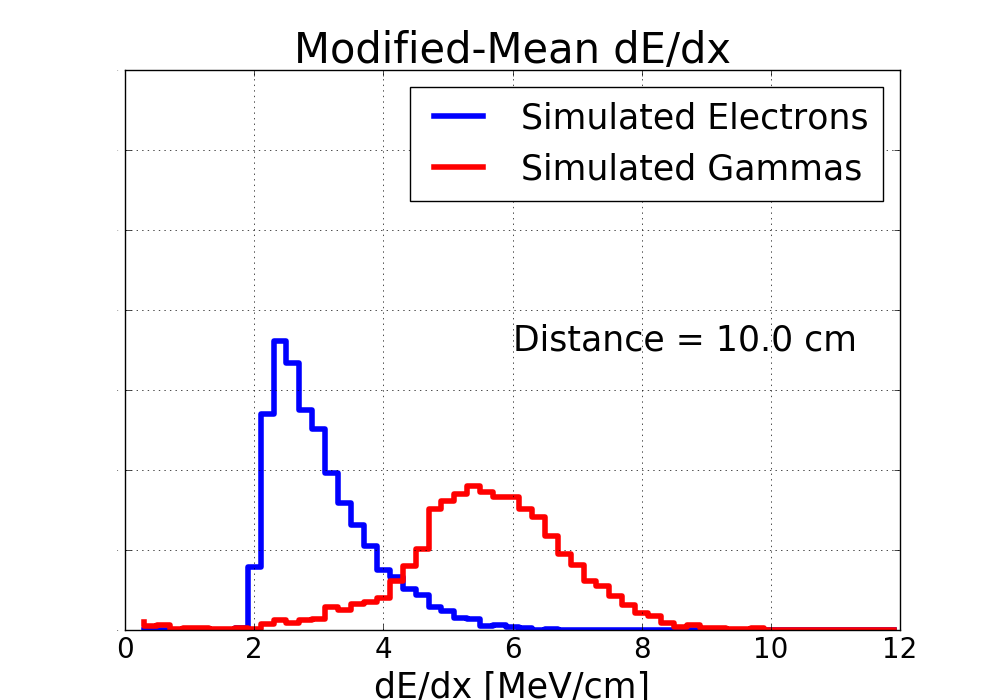 Modified-Mean dE/dx
Simulated Electrons
Simulated Gammas
Distance = 10.0 cm
0 2 4 6 8 10 12
dE/dx [MeV/cm]